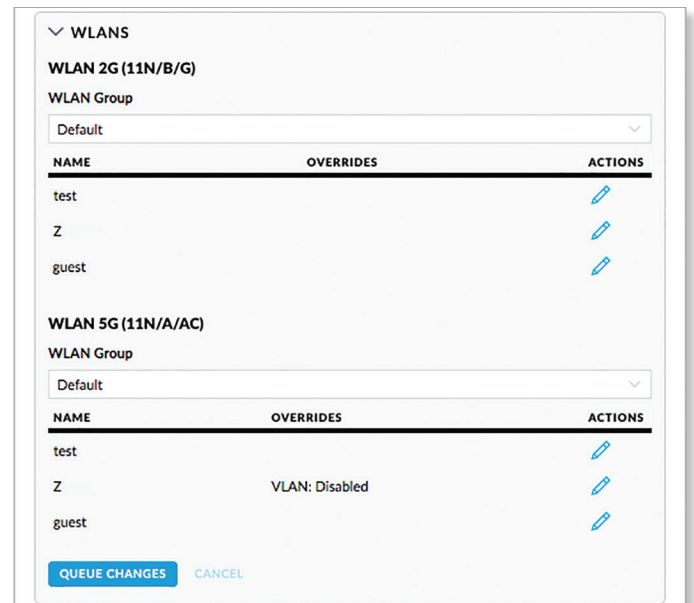 WLANS
WLAN 2G (11N/B/G)
WLAN Group
Default
NAME OVERRIDES ACTIONS
test
Z
guest
WLAN 5G (11N/A/AC)
WLAN Group
Default
NAME OVERRIDES ACTIONS
test
Z VLAN: Disabled
guest
QUEUE CHANGES CANCEL